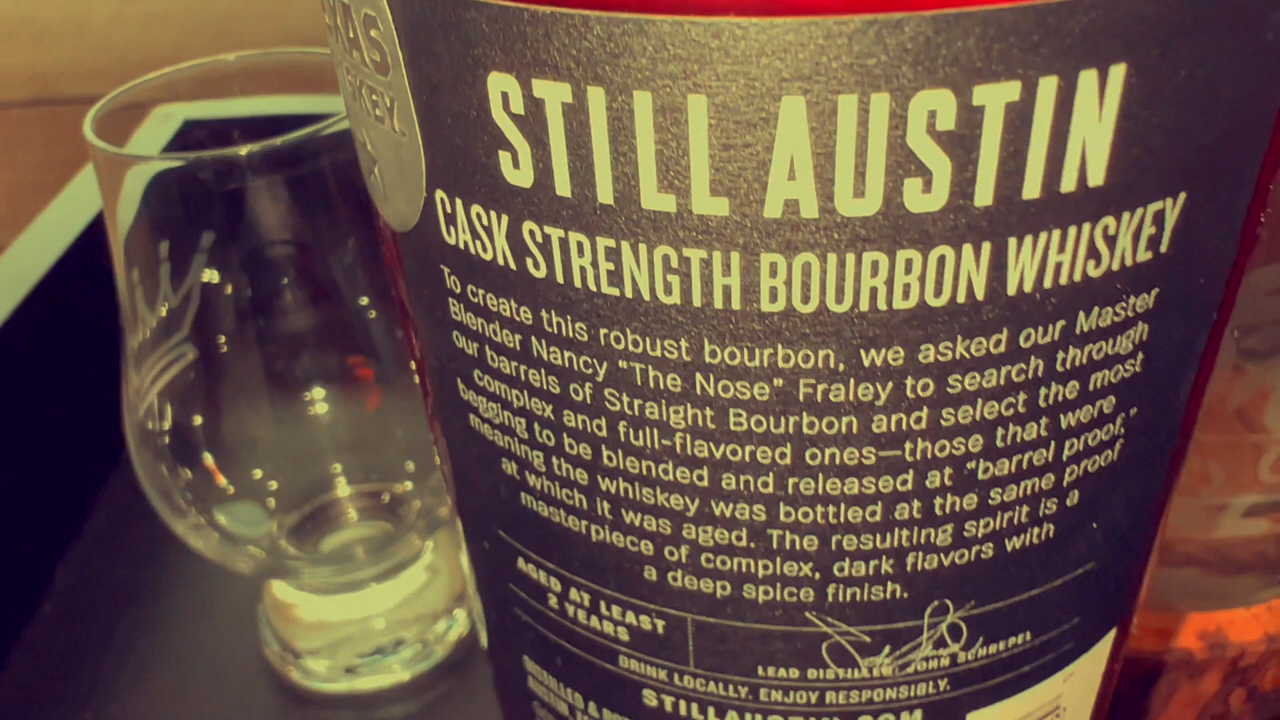 STILL AUSTIN
CASK STRENGTH BOURBON WHISKEY
To create this robust bourbon, we asked our Master
Blender Nancy "The Nose" Fraley to search through
our barrels of Straight Bourbon and select the most
complex and full-flavored ones—those that were
begging to be blended and released at "barrel proof,"
meaning the whiskey was bottled at the same proof
at which it was aged. The resulting spirit is a
masterpiece of complex, dark flavors with
a deep spice finish.
AGED AT LEAST
2 YEARS
LEAD DISTILLER, JOHN SCHREPEL
DRINK LOCALLY. ENJOY RESPONSIBLY.